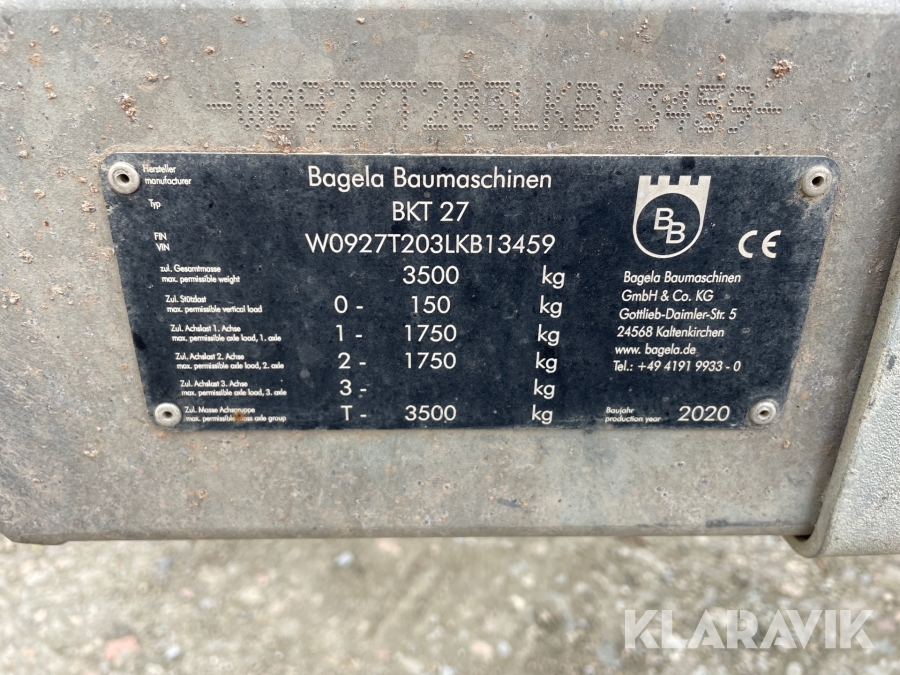 -W0927T203LKB13459-
Hersteller
manufacturer
Bagela Baumaschinen
Typ
BKT 27
FIN
VIN
W0927T203LKB13459
zul. Gesamtmasse
max. permissible weight
3500 kg
Zul. Stützlast
max. permissible vertical load
0 - 150 kg
Zul. Achslast 1. Achse
max. permissible axle load, 1. axle
1 - 1750 kg
Zul. Achslast 2. Achse
max. permissible axle load, 2. axle
2 - 1750 kg
Zul. Achslast 3. Achse
max. permissible axle load, 3. axle
3 - kg
Zul. Masse Achsgruppe
max. permissible mass axle group
T - 3500 kg
BB
CE
Bagela Baumaschinen
GmbH & Co. KG
Gottlieb-Daimler-Str. 5
24568 Kaltenkirchen
www. bagela.de
Tel.: +49 4191 9933 - 0
Baujahr
production year
2020
KLARAVIK